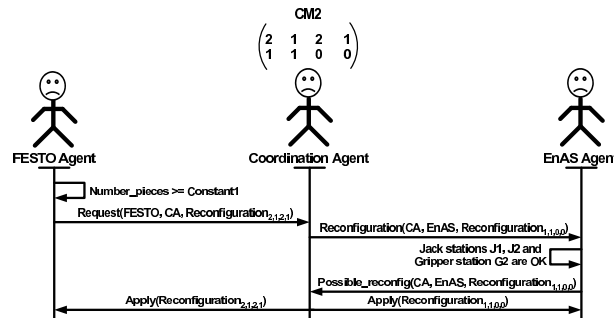 CM2
2 1 2 1
1 1 0 0
FESTO Agent
Coordination Agent
EnAS Agent
Number_pieces >= Constant1
Request(FESTO, CA, Reconfiguration2,1,2,1)
Reconfiguration(CA, EnAS, Reconfiguration1,1,0,0)
Jack stations J1, J2 and
Gripper station G2 are OK
Possible_reconfig(CA, EnAS, Reconfiguration1,1,0,0)
Apply(Reconfiguration2,1,2,1)
Apply(Reconfiguration1,1,0,0)